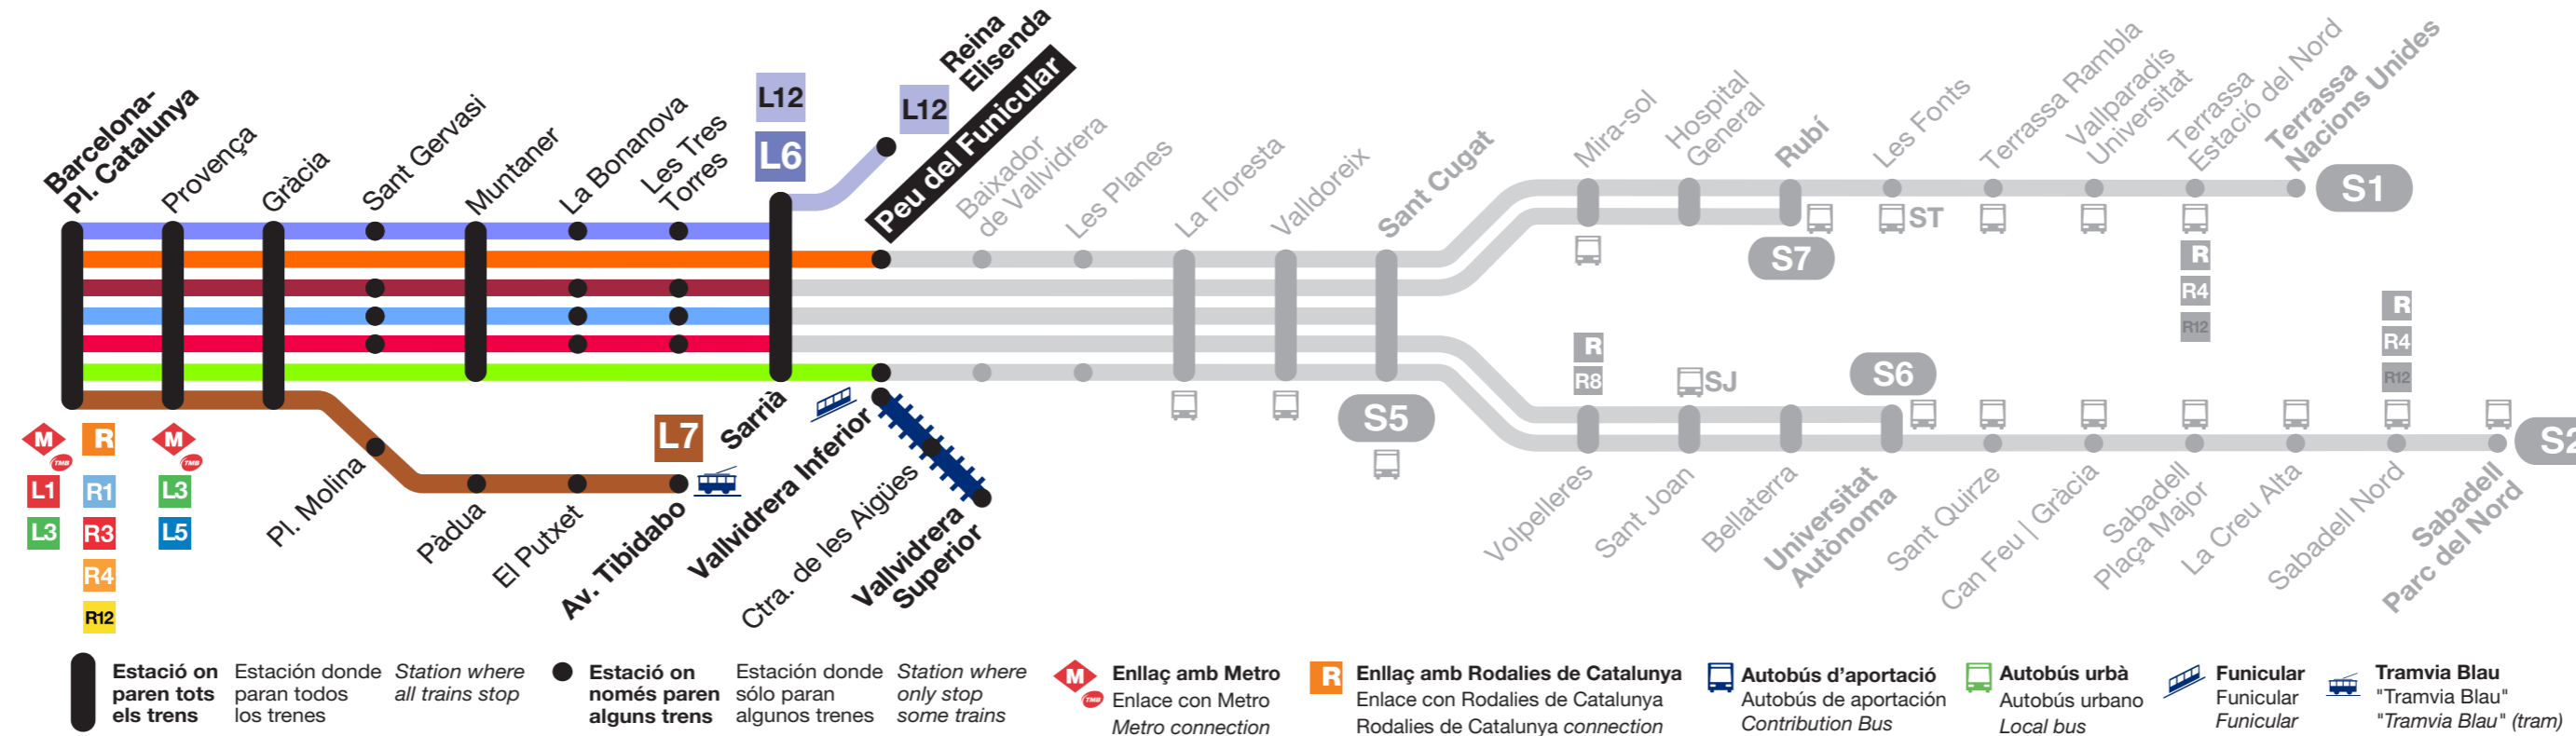 Barcelona-
Pl. Catalunya
Provença
Gràcia
Sant Gervasi
Muntaner
La Bonanova
Les Tres
Torres
L12
L6
L12
Reina
Elisenda
Peu del Funicular
Baixador
de Vallvidrera
Les Planes
La Floresta
Valldoreix
Sant Cugat
Mira-sol
Hospital
General
Rubí
Les Fonts
Terrassa Rambla
Vallparadís
Universitat
Terrassa
Estació del Nord
Terrassa
Nacions Unides
S1
ST
S7
R
R4
R12
R
R8
SJ
S6
R
R4
R12
S5
S2
M
TMB
L1
L3
R
R1
R3
R4
R12
M
TMB
L3
L5
Pl. Molina
Pàdua
El Putxet
L7
Av. Tibidabo
Sarrià
Vallvidrera Inferior
Ctra. de les Aigües
Vallvidrera
Superior
Volpelleres
Sant Joan
Bellaterra
Universitat
Autònoma
Sant Quirze
Can Feu | Gràcia
Sabadell
Plaça Major
La Creu Alta
Sabadell Nord
Sabadell
Parc del Nord
Estació on
paren tots
els trens
Estación donde
paran todos
los trenes
Station where
all trains stop
Estació on
només paren
alguns trens
Estación donde
sólo paran
algunos trenes
Station where
only stop
some trains
M
TMB
Enllaç amb Metro
Enlace con Metro
Metro connection
R
Enllaç amb Rodalies de Catalunya
Enlace con Rodalies de Catalunya
Rodalies de Catalunya connection
Autobús d'aportació
Autobús de aportación
Contribution Bus
Autobús urbà
Autobús urbano
Local bus
Funicular
Funicular
Funicular
Tramvia Blau
"Tramvia Blau"
"Tramvia Blau" (tram)